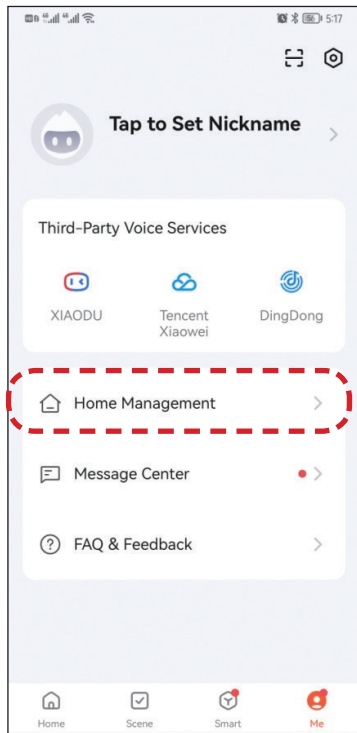 5:17
Tap to Set Nickname
Third-Party Voice Services
XIAODU
Tencent
Xiaowei
DingDong
Home Management
Message Center
FAQ & Feedback
Home
Scene
Smart
Me